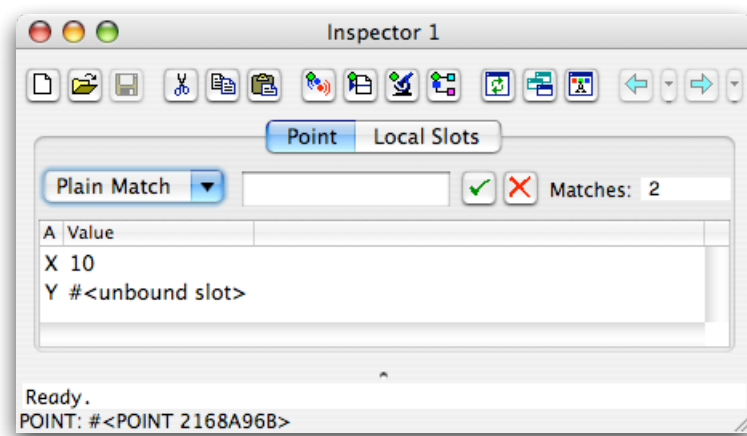 Inspector 1
Point Local Slots
Plain Match Matches: 2
A Value
X 10
Y #<unbound slot>
Ready.
POINT: #<POINT 2168A96B>